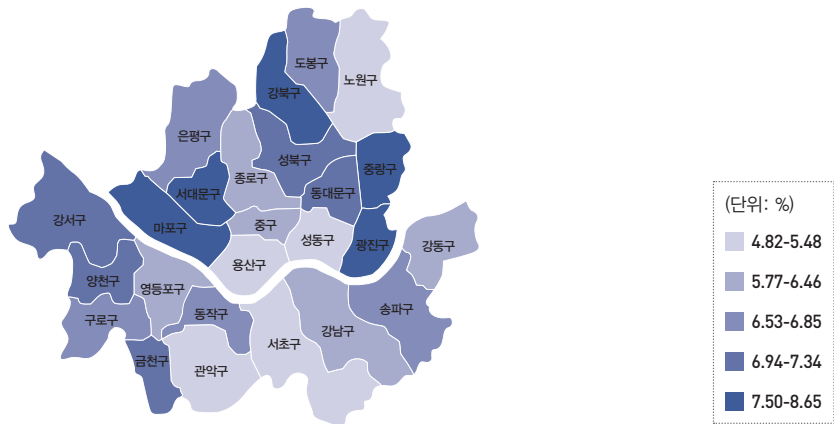 도봉구
노원구
강북구
은평구
성북구
중랑구
종로구
서대문구
동대문구
강서구
마포구
중구
성동구
광진구
강동구
용산구
양천구
영등포구
구로구
동작구
송파구
강남구
서초구
금천구
관악구
(단위: %)
4.82-5.48
5.77-6.46
6.53-6.85
6.94-7.34
7.50-8.65